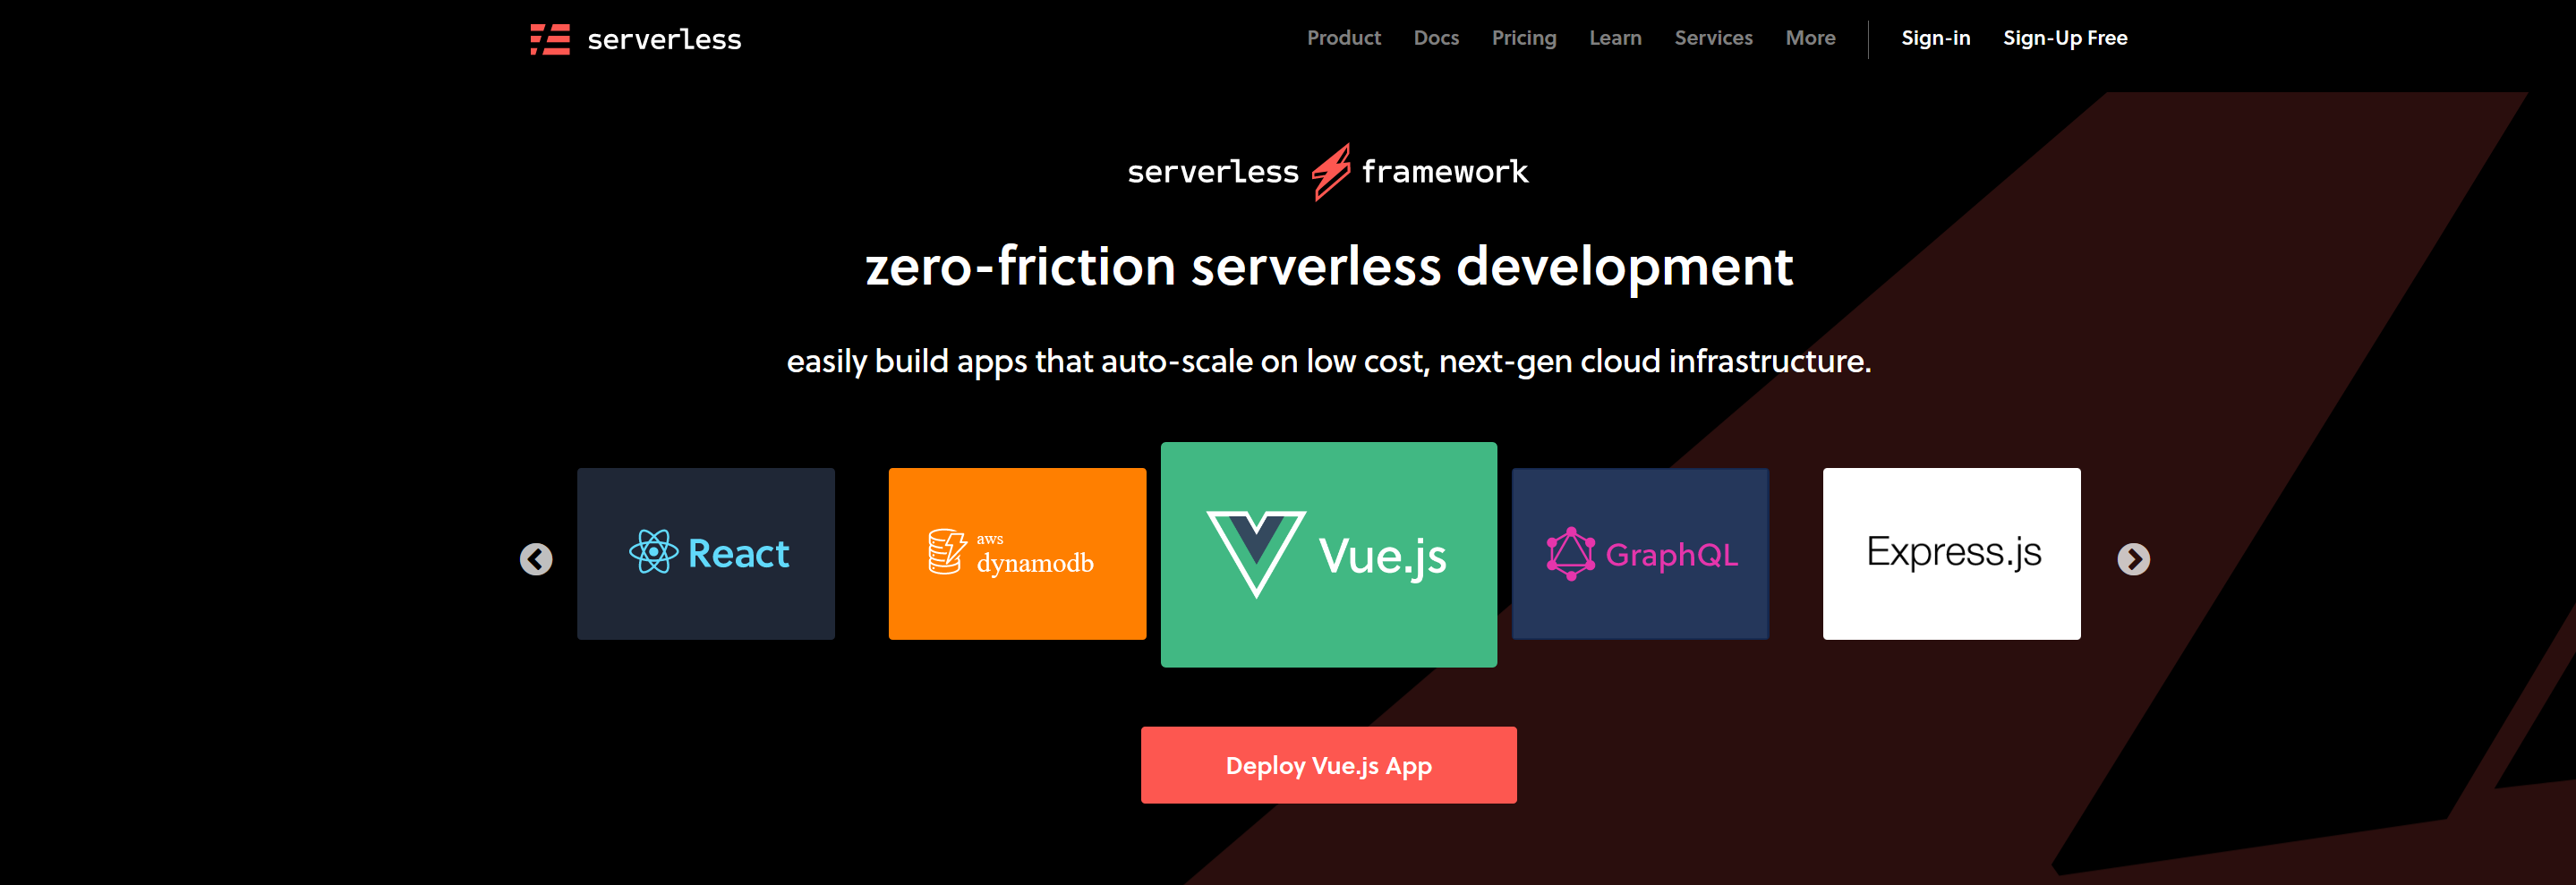 serverless
Product Docs Pricing Learn Services More Sign-in Sign-Up Free
serverless framework
zero-friction serverless development
easily build apps that auto-scale on low cost, next-gen cloud infrastructure.
React
aws
dynamodb
Vue.js
GraphQL
Express.js
Deploy Vue.js App